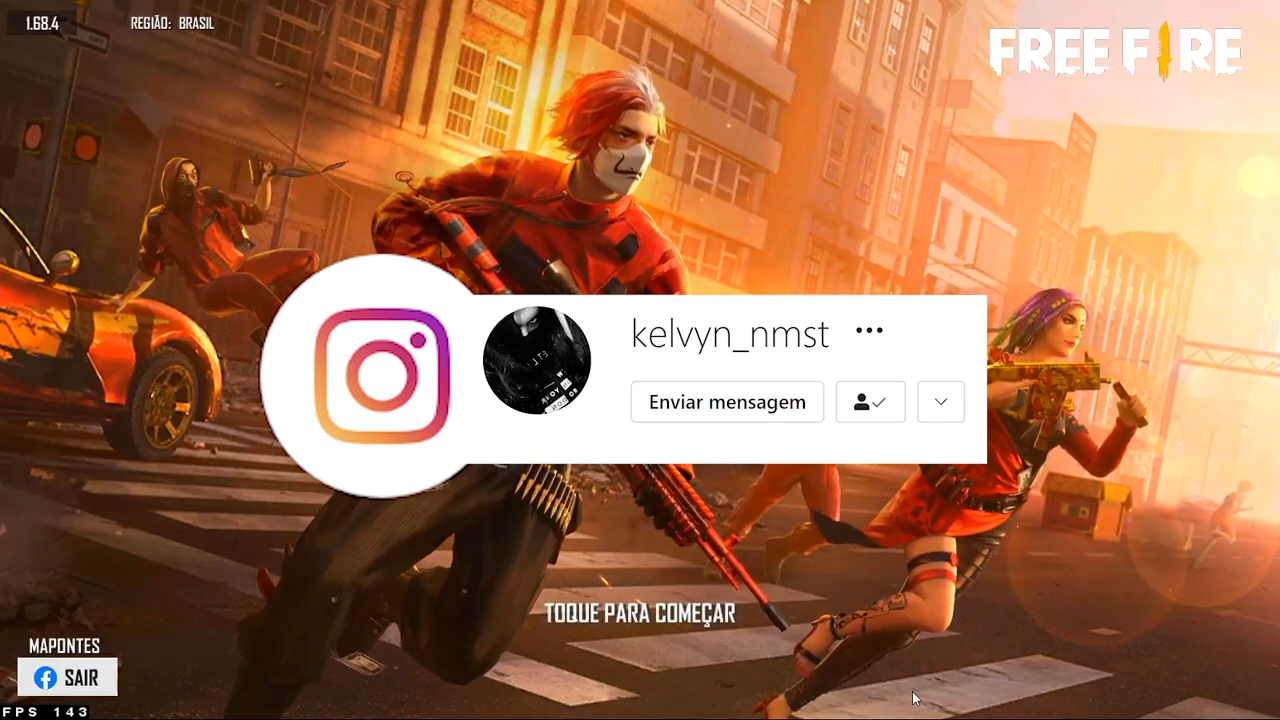 1.68.4
REGIÃO: BRASIL
FREE FIRE
kelvyn_nmst
Enviar mensagem
TOQUE PARA COMEÇAR
MAPONTES
SAIR
FPS 143